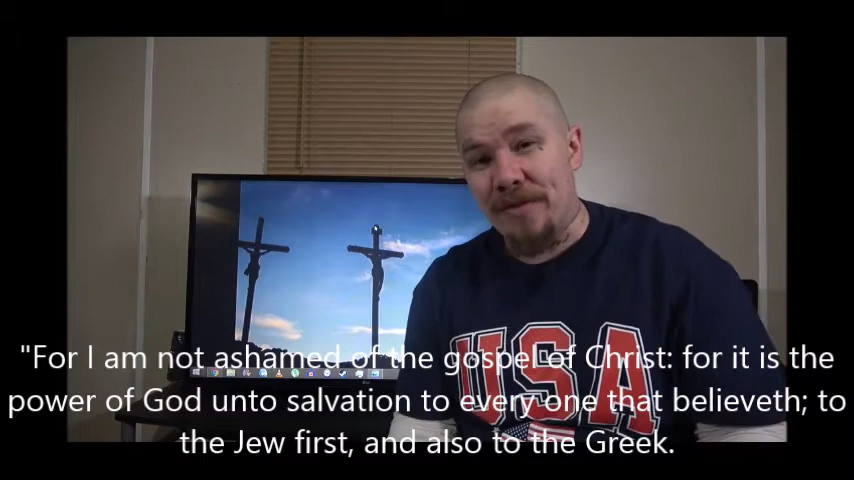 USA
"For I am not ashamed of the gospel of Christ: for it is the
power of God unto salvation to every one that believeth; to
the Jew first, and also to the Greek.